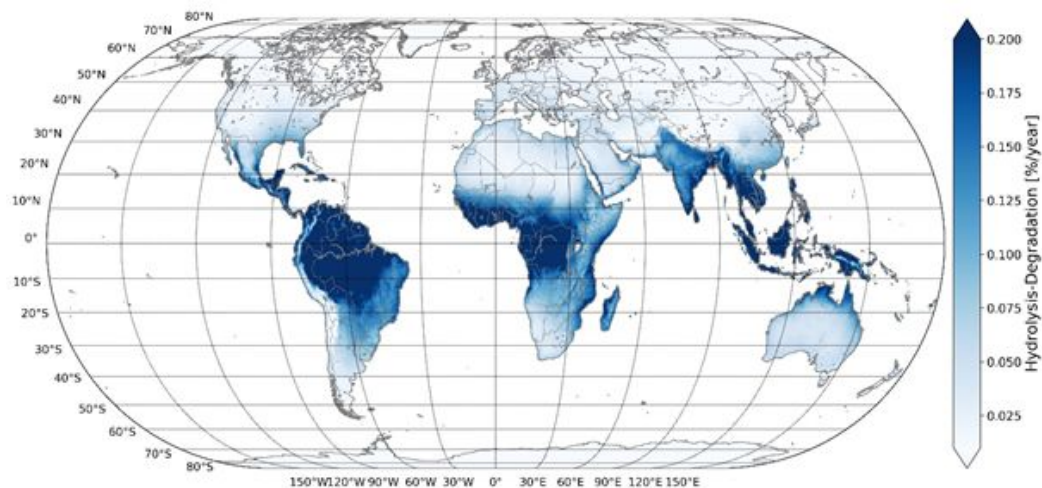 80°N
70°N
60°N
50°N
40°N
30°N
20°N
10°N
0°
10°S
20°S
30°S
40°S
50°S
60°S
70°S
80°S
150°W120°W 90°W 60°W 30°W 0° 30°E 60°E 90°E 120°E 150°E
0.200
0.175
0.150
0.125
0.100
0.075
0.050
0.025
Hydrolysis-Degradation [%/year]